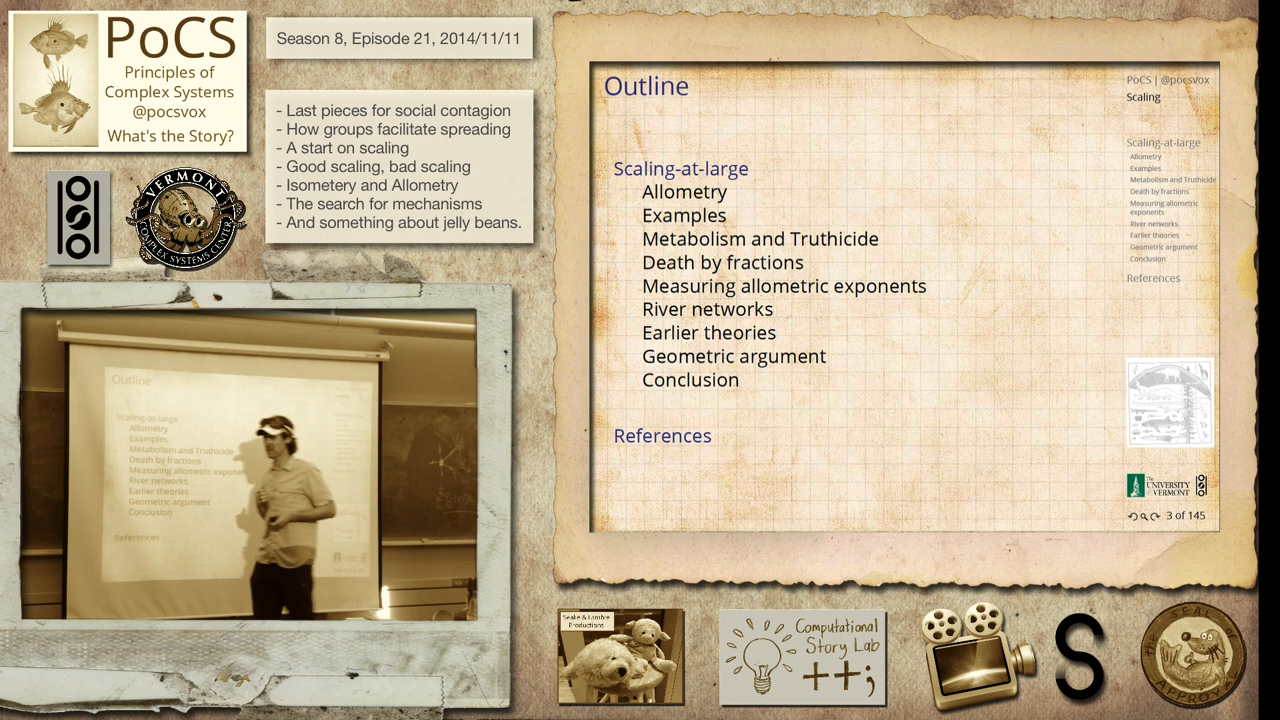 PoCS
Principles of
Complex Systems
@pocsvox
What's the Story?
Season 8, Episode 21, 2014/11/11
- Last pieces for social contagion
- How groups facilitate spreading
- A start on scaling
- Good scaling, bad scaling
- Isometery and Allometry
- The search for mechanisms
- And something about jelly beans.
VERMONT
COMPLEX SYSTEMS CENTER
Outline
Scaling-at-large
Allometry
Examples
Metabolism and Truthicide
Death by fractions
Measuring allometric expone
River networks
Earlier theories
Geometric argument
Conclusion
References
Outline
Scaling-at-large
Allometry
Examples
Metabolism and Truthicide
Death by fractions
Measuring allometric exponents
River networks
Earlier theories
Geometric argument
Conclusion
References
PoCS | @pocsvox
Scaling
Scaling-at-large
Allometry
Examples
Metabolism and Truthicide
Death by fractions
Measuring allometric
exponents
River networks
Earlier theories
Geometric argument
Conclusion
References
The
UNIVERSITY
of VERMONT
3 of 145
Seake & Lambie
Productions
Computational
Story Lab
++;
S
the SEAL of
APPROVAL